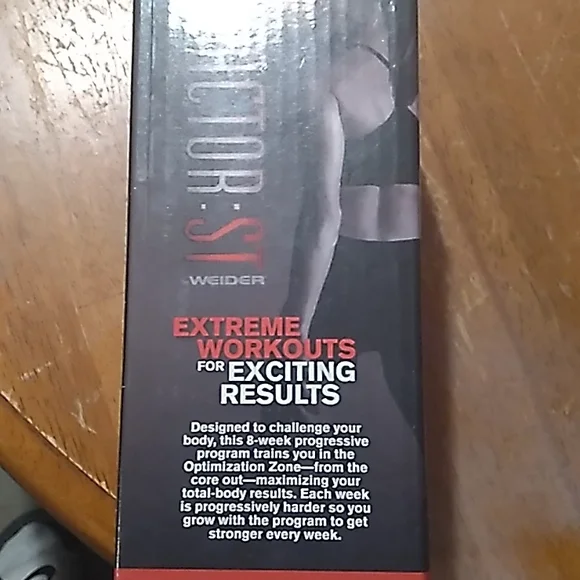 WEIDER
EXTREME
WORKOUTS
FOR EXCITING
RESULTS
Designed to challenge your
body, this 8-week progressive
program trains you in the
Optimization Zone—from the
core out—maximizing your
total-body results. Each week
is progressively harder so you
grow with the program to get
stronger every week.